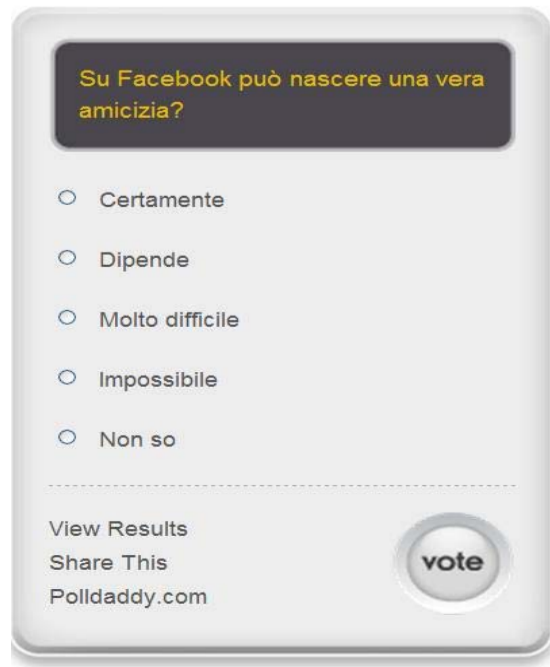 Su Facebook può nascere una vera
amicizia?
Certamente
Dipende
Molto difficile
Impossibile
Non so
View Results
Share This
Polldaddy.com
vote